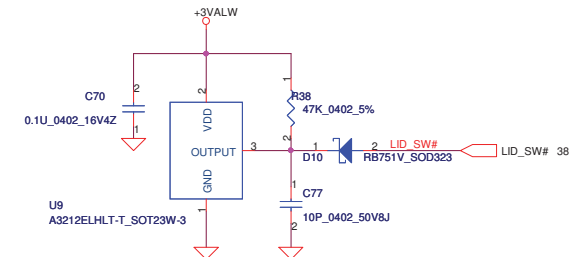 +3VALW
C70
2
1
0.1U_0402_16V4Z
2
VDD
OUTPUT
GND
3
1
U9
A3212ELHLT-T_SOT23W-3
1
R38
47K_0402_5%
2
1
D10
2
LID_SW#
RB751V_SOD323
LID_SW# 38
1
C77
10P_0402_50V8J
2